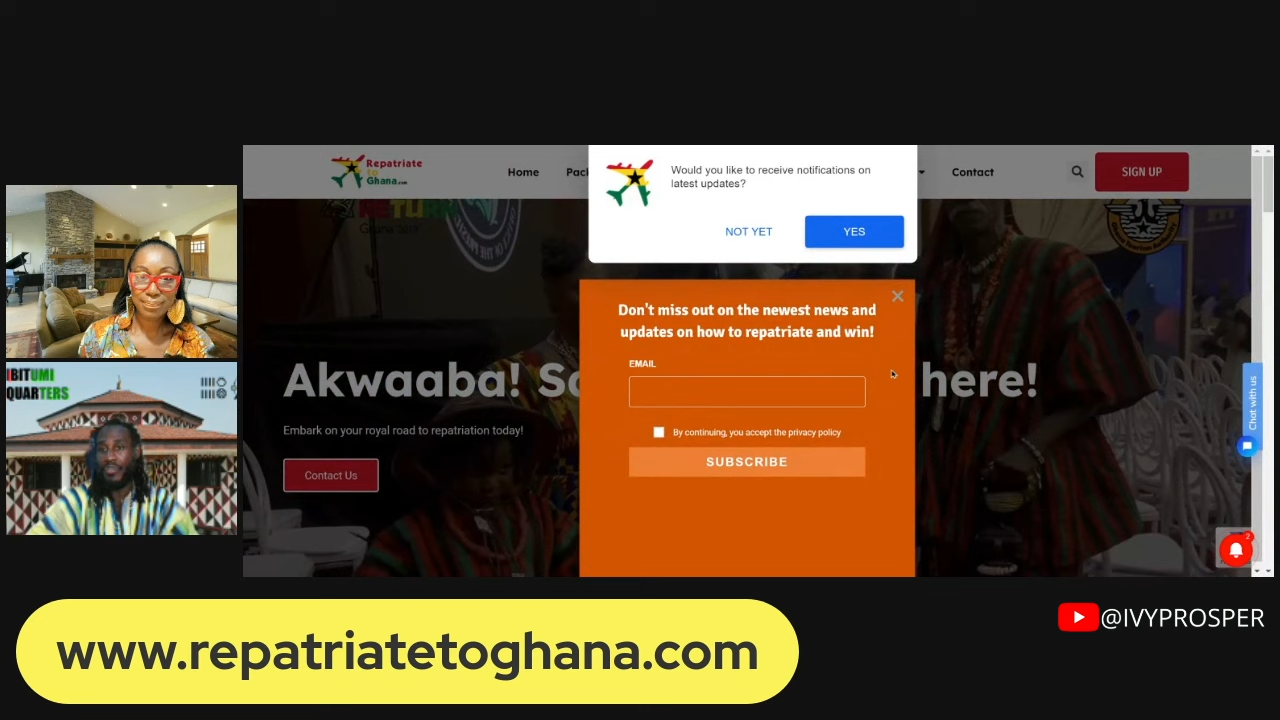 Repatriate
to
Ghana.com
Home
Contact
SIGN UP
Would you like to receive notifications on
latest updates?
NOT YET
YES
Don't miss out on the newest news and
updates on how to repatriate and win!
EMAIL
By continuing, you accept the privacy policy
SUBSCRIBE
Akwaaba!
here!
Embark on your royal road to repatriation today!
Contact Us
Chat with us
2
www.repatriatetoghana.com
@IVYPROSPER